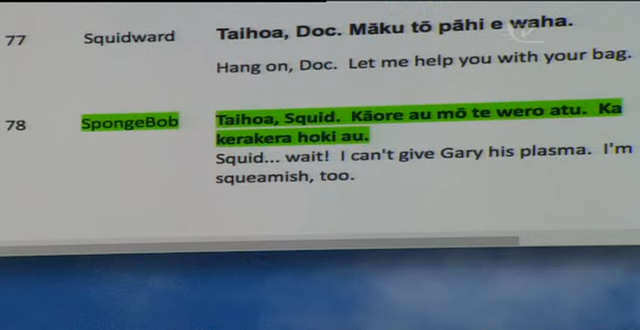 77 Squidward Taihoa, Doc. Māku tō pāhi e waha.
Hang on, Doc. Let me help you with your bag.
78 SpongeBob Taihoa, Squid. Kāore au mō te wero atu. Ka
kerakera hoki au.
Squid... wait! I can't give Gary his plasma. I'm
squeamish, too.